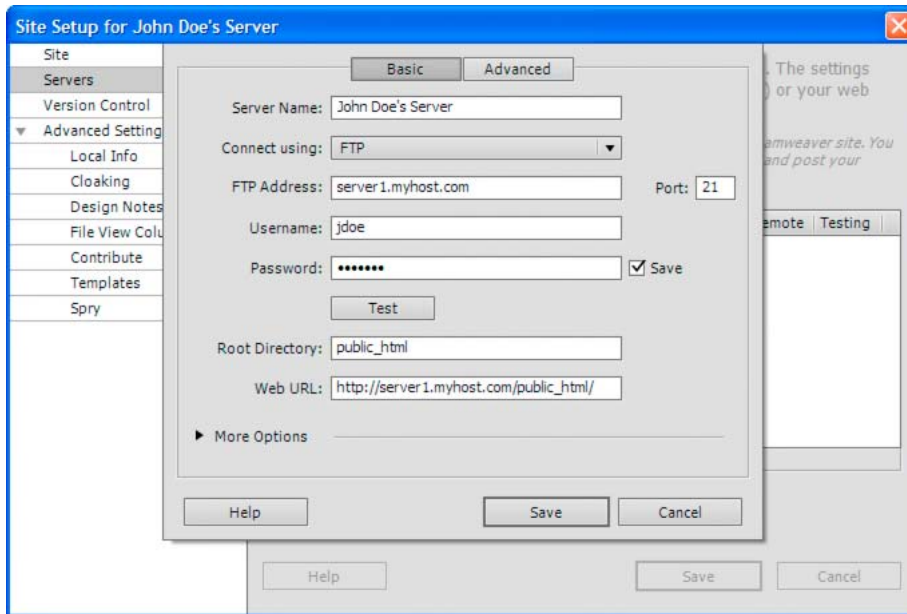 Site Setup for John Doe's Server
Site
Servers
Version Control
Advanced Setting
Local Info
Cloaking
Design Notes
File View Colu
Contribute
Templates
Spry
Basic Advanced
Server Name: John Doe's Server
Connect using: FTP
FTP Address: server1.myhost.com Port: 21
Username: jdoe
Password: ••••••• Save
Test
Root Directory: public_html
Web URL: http://server1.myhost.com/public_html/
More Options
Help Save Cancel
. The settings
) or your web
amweaver site. You
and post your
emote Testing
Help Save Cancel